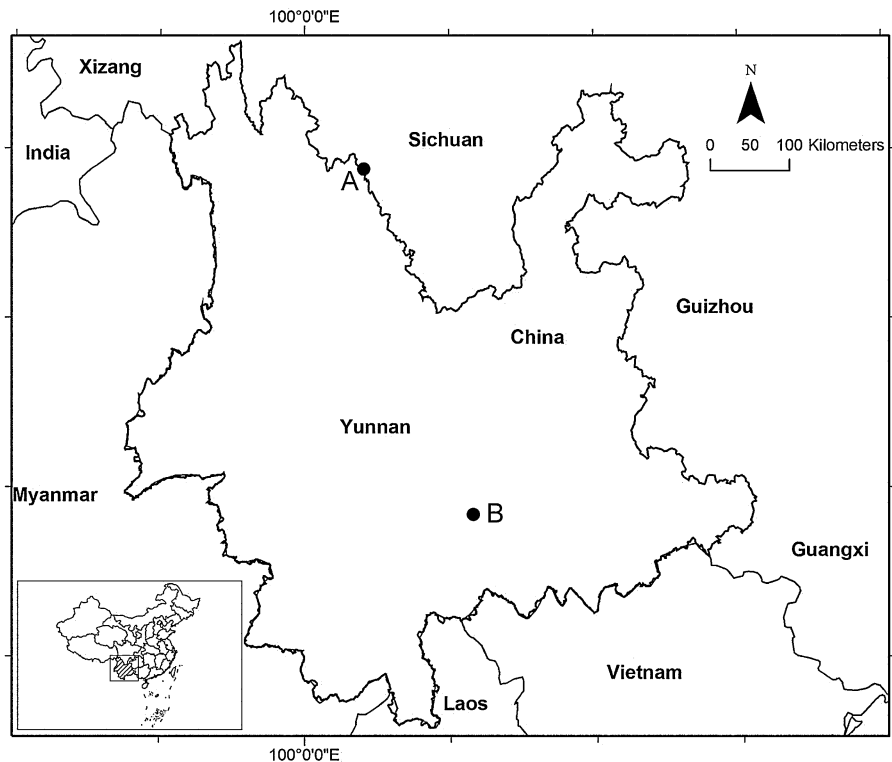 100°0'0"E
Xizang
N
Sichuan
0 50 100 Kilometers
India
A
Guizhou
China
Yunnan
Myanmar
B
Guangxi
Vietnam
Laos
100°0'0"E